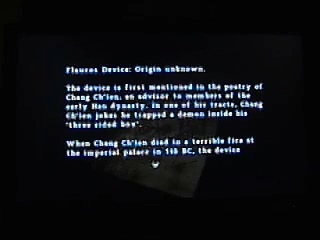 Flauros Device: Origin unknown.
The device is first mentioned in the poetry of
Chang Ch'ien, an advisor to members of the
early Han dynasty. In one of his tracts, Chang
Ch'ien jokes he trapped a demon inside his
"three sided box".
When Chang Ch'ien died in a terrible fire at
the imperial palace in BC, the device